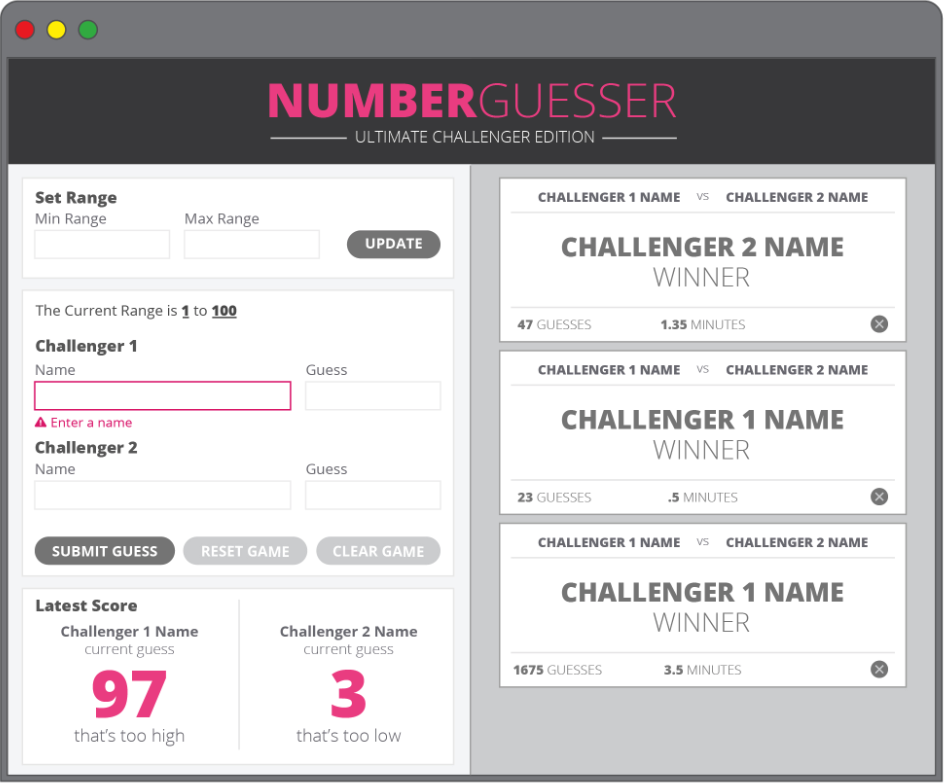 NUMBERGUESSER
ULTIMATE CHALLENGER EDITION
Set Range
Min Range Max Range
UPDATE
The Current Range is 1 to 100
Challenger 1
Name Guess
Enter a name
Challenger 2
Name Guess
SUBMIT GUESS RESET GAME CLEAR GAME
Latest Score
Challenger 1 Name Challenger 2 Name
current guess current guess
97 3
that's too high that's too low
CHALLENGER 1 NAME VS CHALLENGER 2 NAME
CHALLENGER 2 NAME
WINNER
47 GUESSES 1.35 MINUTES
CHALLENGER 1 NAME VS CHALLENGER 2 NAME
CHALLENGER 1 NAME
WINNER
23 GUESSES .5 MINUTES
CHALLENGER 1 NAME VS CHALLENGER 2 NAME
CHALLENGER 1 NAME
WINNER
1675 GUESSES 3.5 MINUTES